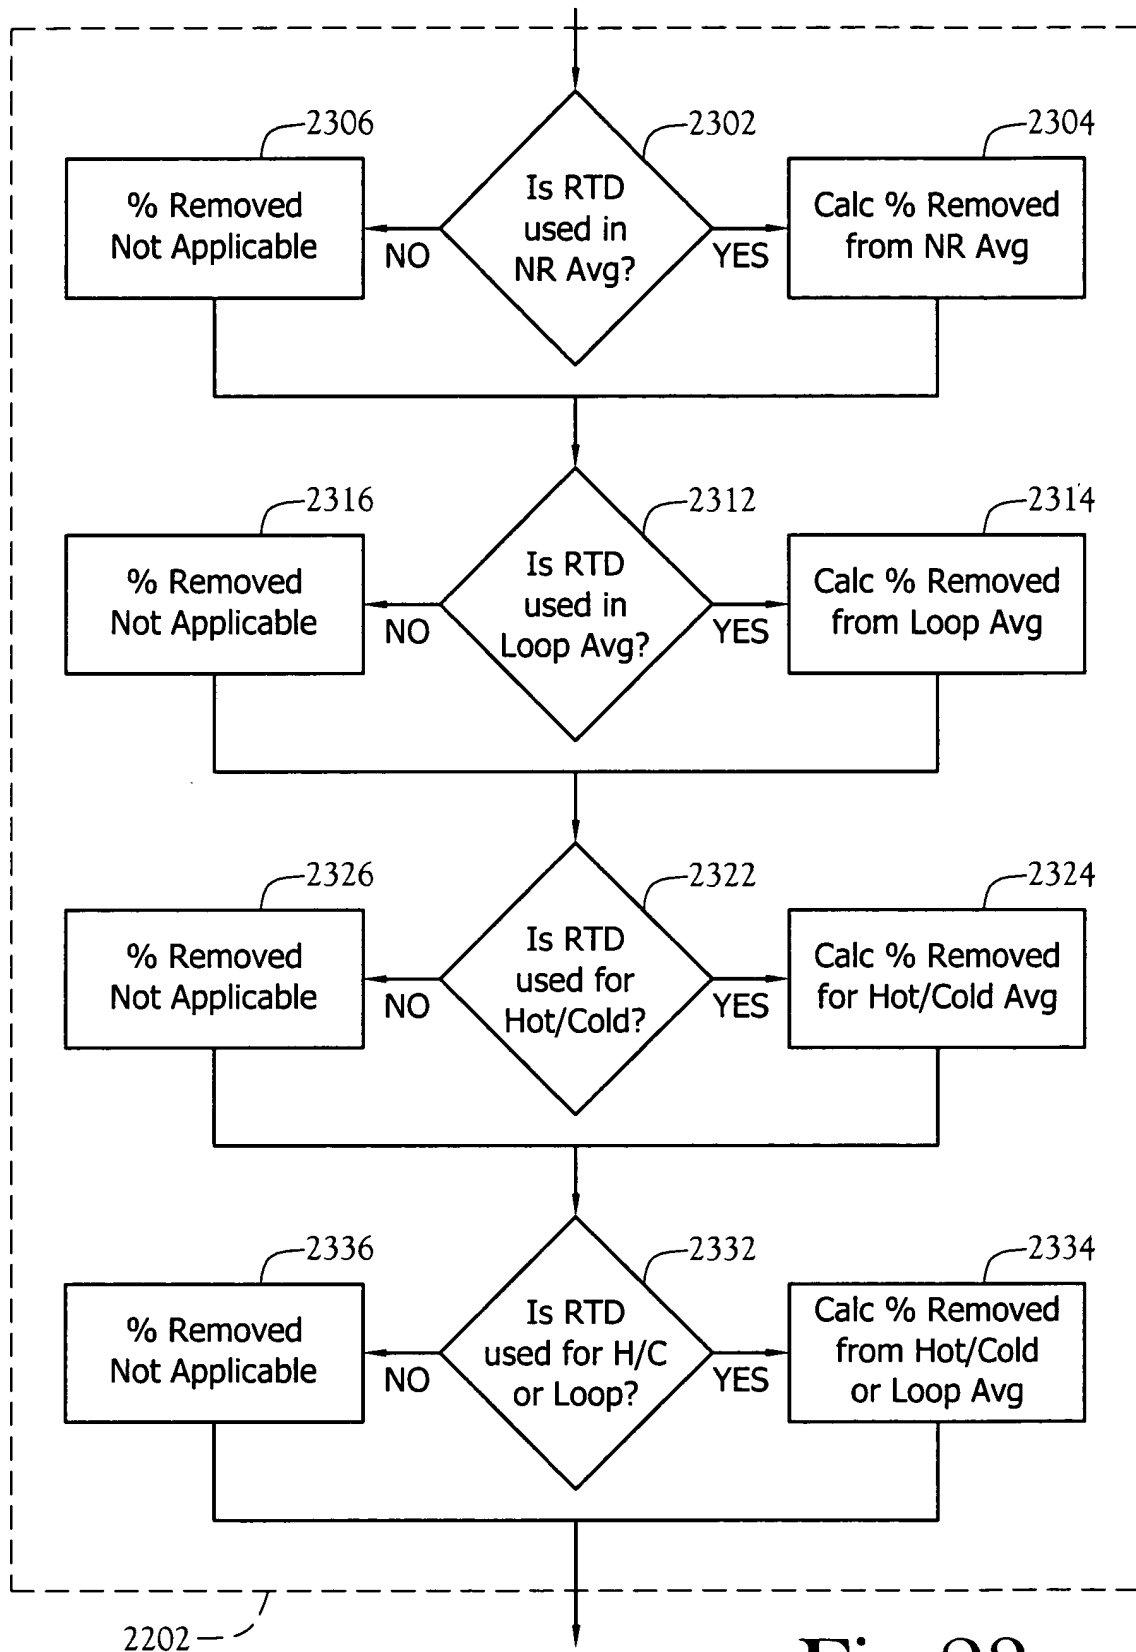 2306
2302
2304
% Removed
Not Applicable
Is RTD
used in
NR Avg?
Calc % Removed
from NR Avg
NO
YES
2316
2312
2314
% Removed
Not Applicable
Is RTD
used in
Loop Avg?
Calc % Removed
from Loop Avg
NO
YES
2326
2322
2324
% Removed
Not Applicable
Is RTD
used for
Hot/Cold?
Calc % Removed
for Hot/Cold Avg
NO
YES
2336
2332
2334
% Removed
Not Applicable
Is RTD
used for H/C
or Loop?
Calc % Removed
from Hot/Cold
or Loop Avg
NO
YES
2202